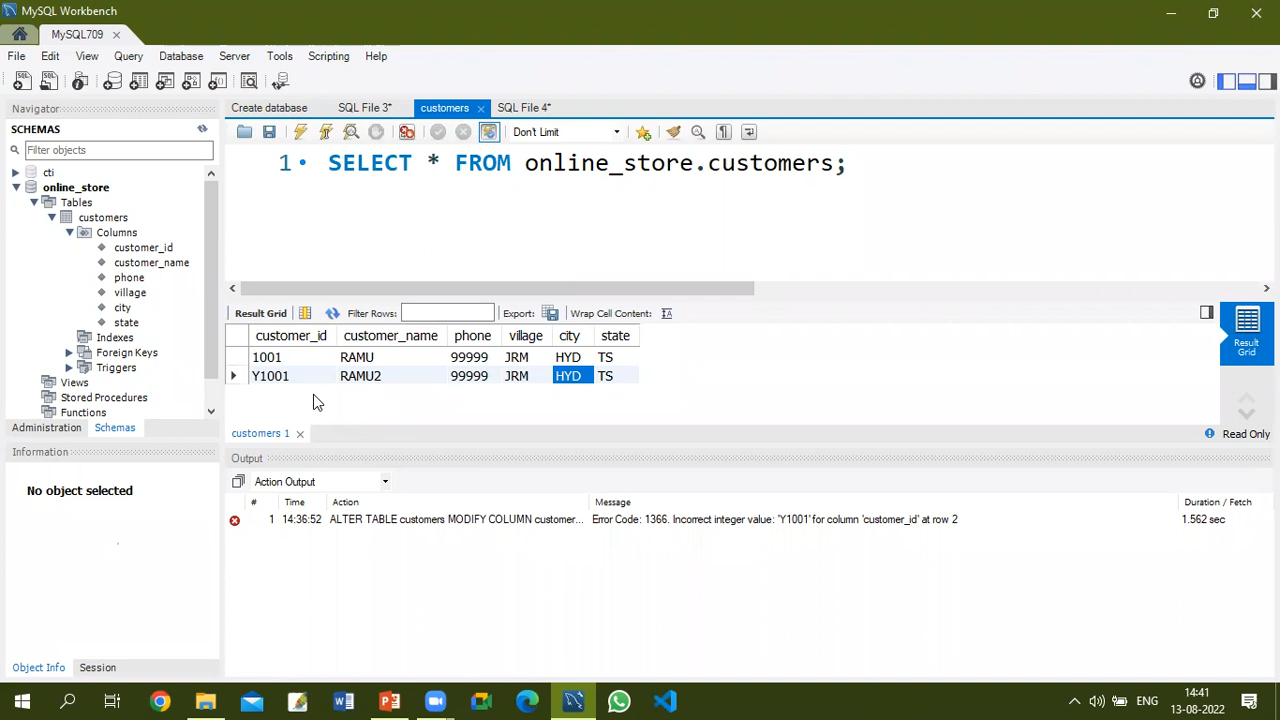 MySQL Workbench
MySQL709
File Edit View Query Database Server Tools Scripting Help
Navigator
SCHEMAS
Filter objects
cti
online_store
Tables
customers
Columns
customer_id
customer_name
phone
village
city
state
Indexes
Foreign Keys
Triggers
Views
Stored Procedures
Functions
Administration Schemas
Information
No object selected
Object Info Session
Create database SQL File 3* customers SQL File 4*
Don't Limit
1 SELECT * FROM online_store.customers;
Result Grid Filter Rows: Export: Wrap Cell Content:
customer_id customer_name phone village city state
1001 RAMU 99999 JRM HYD TS
Y1001 RAMU2 99999 JRM HYD TS
Result
Grid
customers 1
Read Only
Output
Action Output
# Time Action Message Duration / Fetch
1 14:36:52 ALTER TABLE customers MODIFY COLUMN customer... Error Code: 1366. Incorrect integer value: 'Y1001' for column 'customer_id' at row 2 1.562 sec
ENG
14:41
13-08-2022